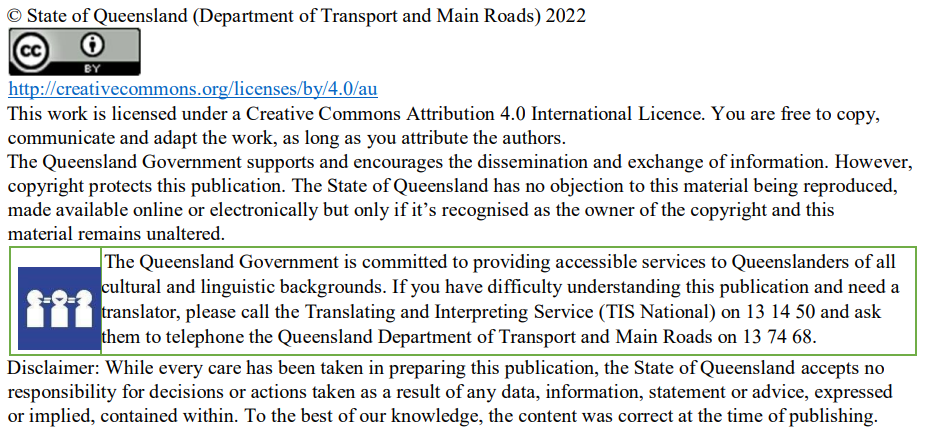 © State of Queensland (Department of Transport and Main Roads) 2022
cc
BY
http://creativecommons.org/licenses/by/4.0/au
This work is licensed under a Creative Commons Attribution 4.0 International Licence. You are free to copy,
communicate and adapt the work, as long as you attribute the authors.
The Queensland Government supports and encourages the dissemination and exchange of information. However,
copyright protects this publication. The State of Queensland has no objection to this material being reproduced,
made available online or electronically but only if it’s recognised as the owner of the copyright and this
material remains unaltered.
The Queensland Government is committed to providing accessible services to Queenslanders of all
cultural and linguistic backgrounds. If you have difficulty understanding this publication and need a
translator, please call the Translating and Interpreting Service (TIS National) on 13 14 50 and ask
them to telephone the Queensland Department of Transport and Main Roads on 13 74 68.
Disclaimer: While every care has been taken in preparing this publication, the State of Queensland accepts no
responsibility for decisions or actions taken as a result of any data, information, statement or advice, expressed
or implied, contained within. To the best of our knowledge, the content was correct at the time of publishing.